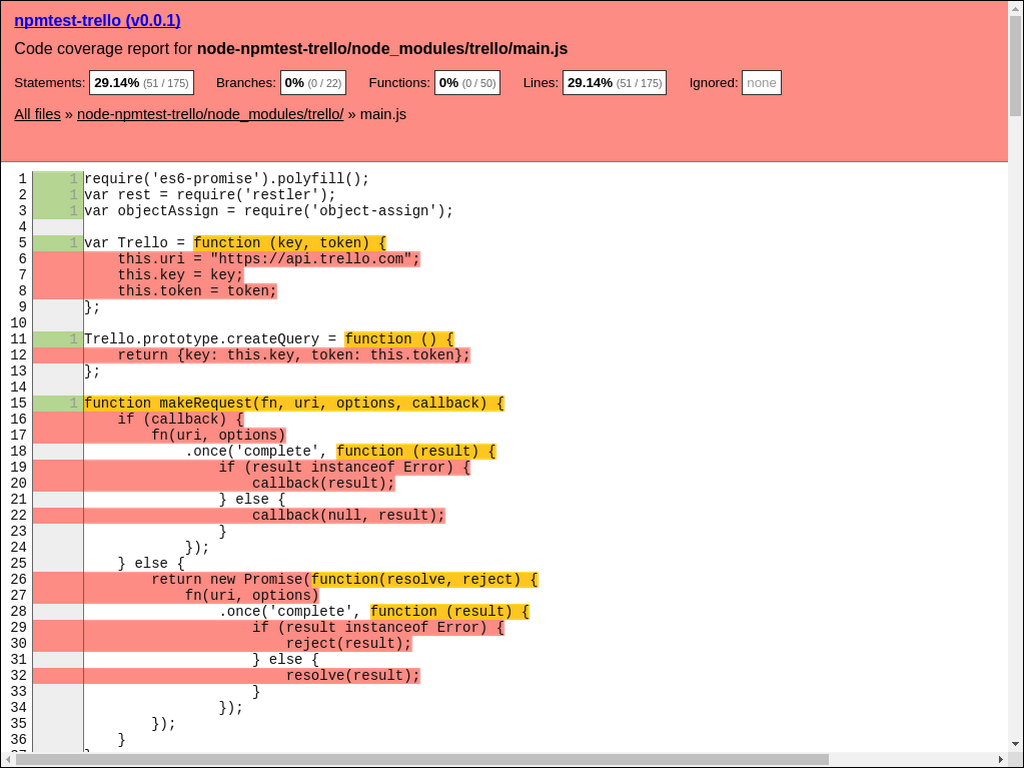 npmtest-trello (v0.0.1)
Code coverage report for node-npmtest-trello/node_modules/trello/main.js
Statements: 29.14% (51 / 175) Branches: 0% (0 / 22) Functions: 0% (0 / 50) Lines: 29.14% (51 / 175) Ignored: none
All files » node-npmtest-trello/node_modules/trello/ » main.js
1 1 require('es6-promise').polyfill();
2 1 var rest = require('restler');
3 1 var objectAssign = require('object-assign');
4
5 1 var Trello = function (key, token) {
6     this.uri = "https://api.trello.com";
7     this.key = key;
8     this.token = token;
9 };
10
11 1 Trello.prototype.createQuery = function () {
12     return {key: this.key, token: this.token};
13 };
14
15 1 function makeRequest(fn, uri, options, callback) {
16     if (callback) {
17         fn(uri, options)
18             .once('complete', function (result) {
19                 if (result instanceof Error) {
20                     callback(result);
21                 } else {
22                     callback(null, result);
23                 }
24             });
25     } else {
26         return new Promise(function(resolve, reject) {
27             fn(uri, options)
28                 .once('complete', function (result) {
29                     if (result instanceof Error) {
30                         reject(result);
31                     } else {
32                         resolve(result);
33                     }
34                 });
35         });
36     }